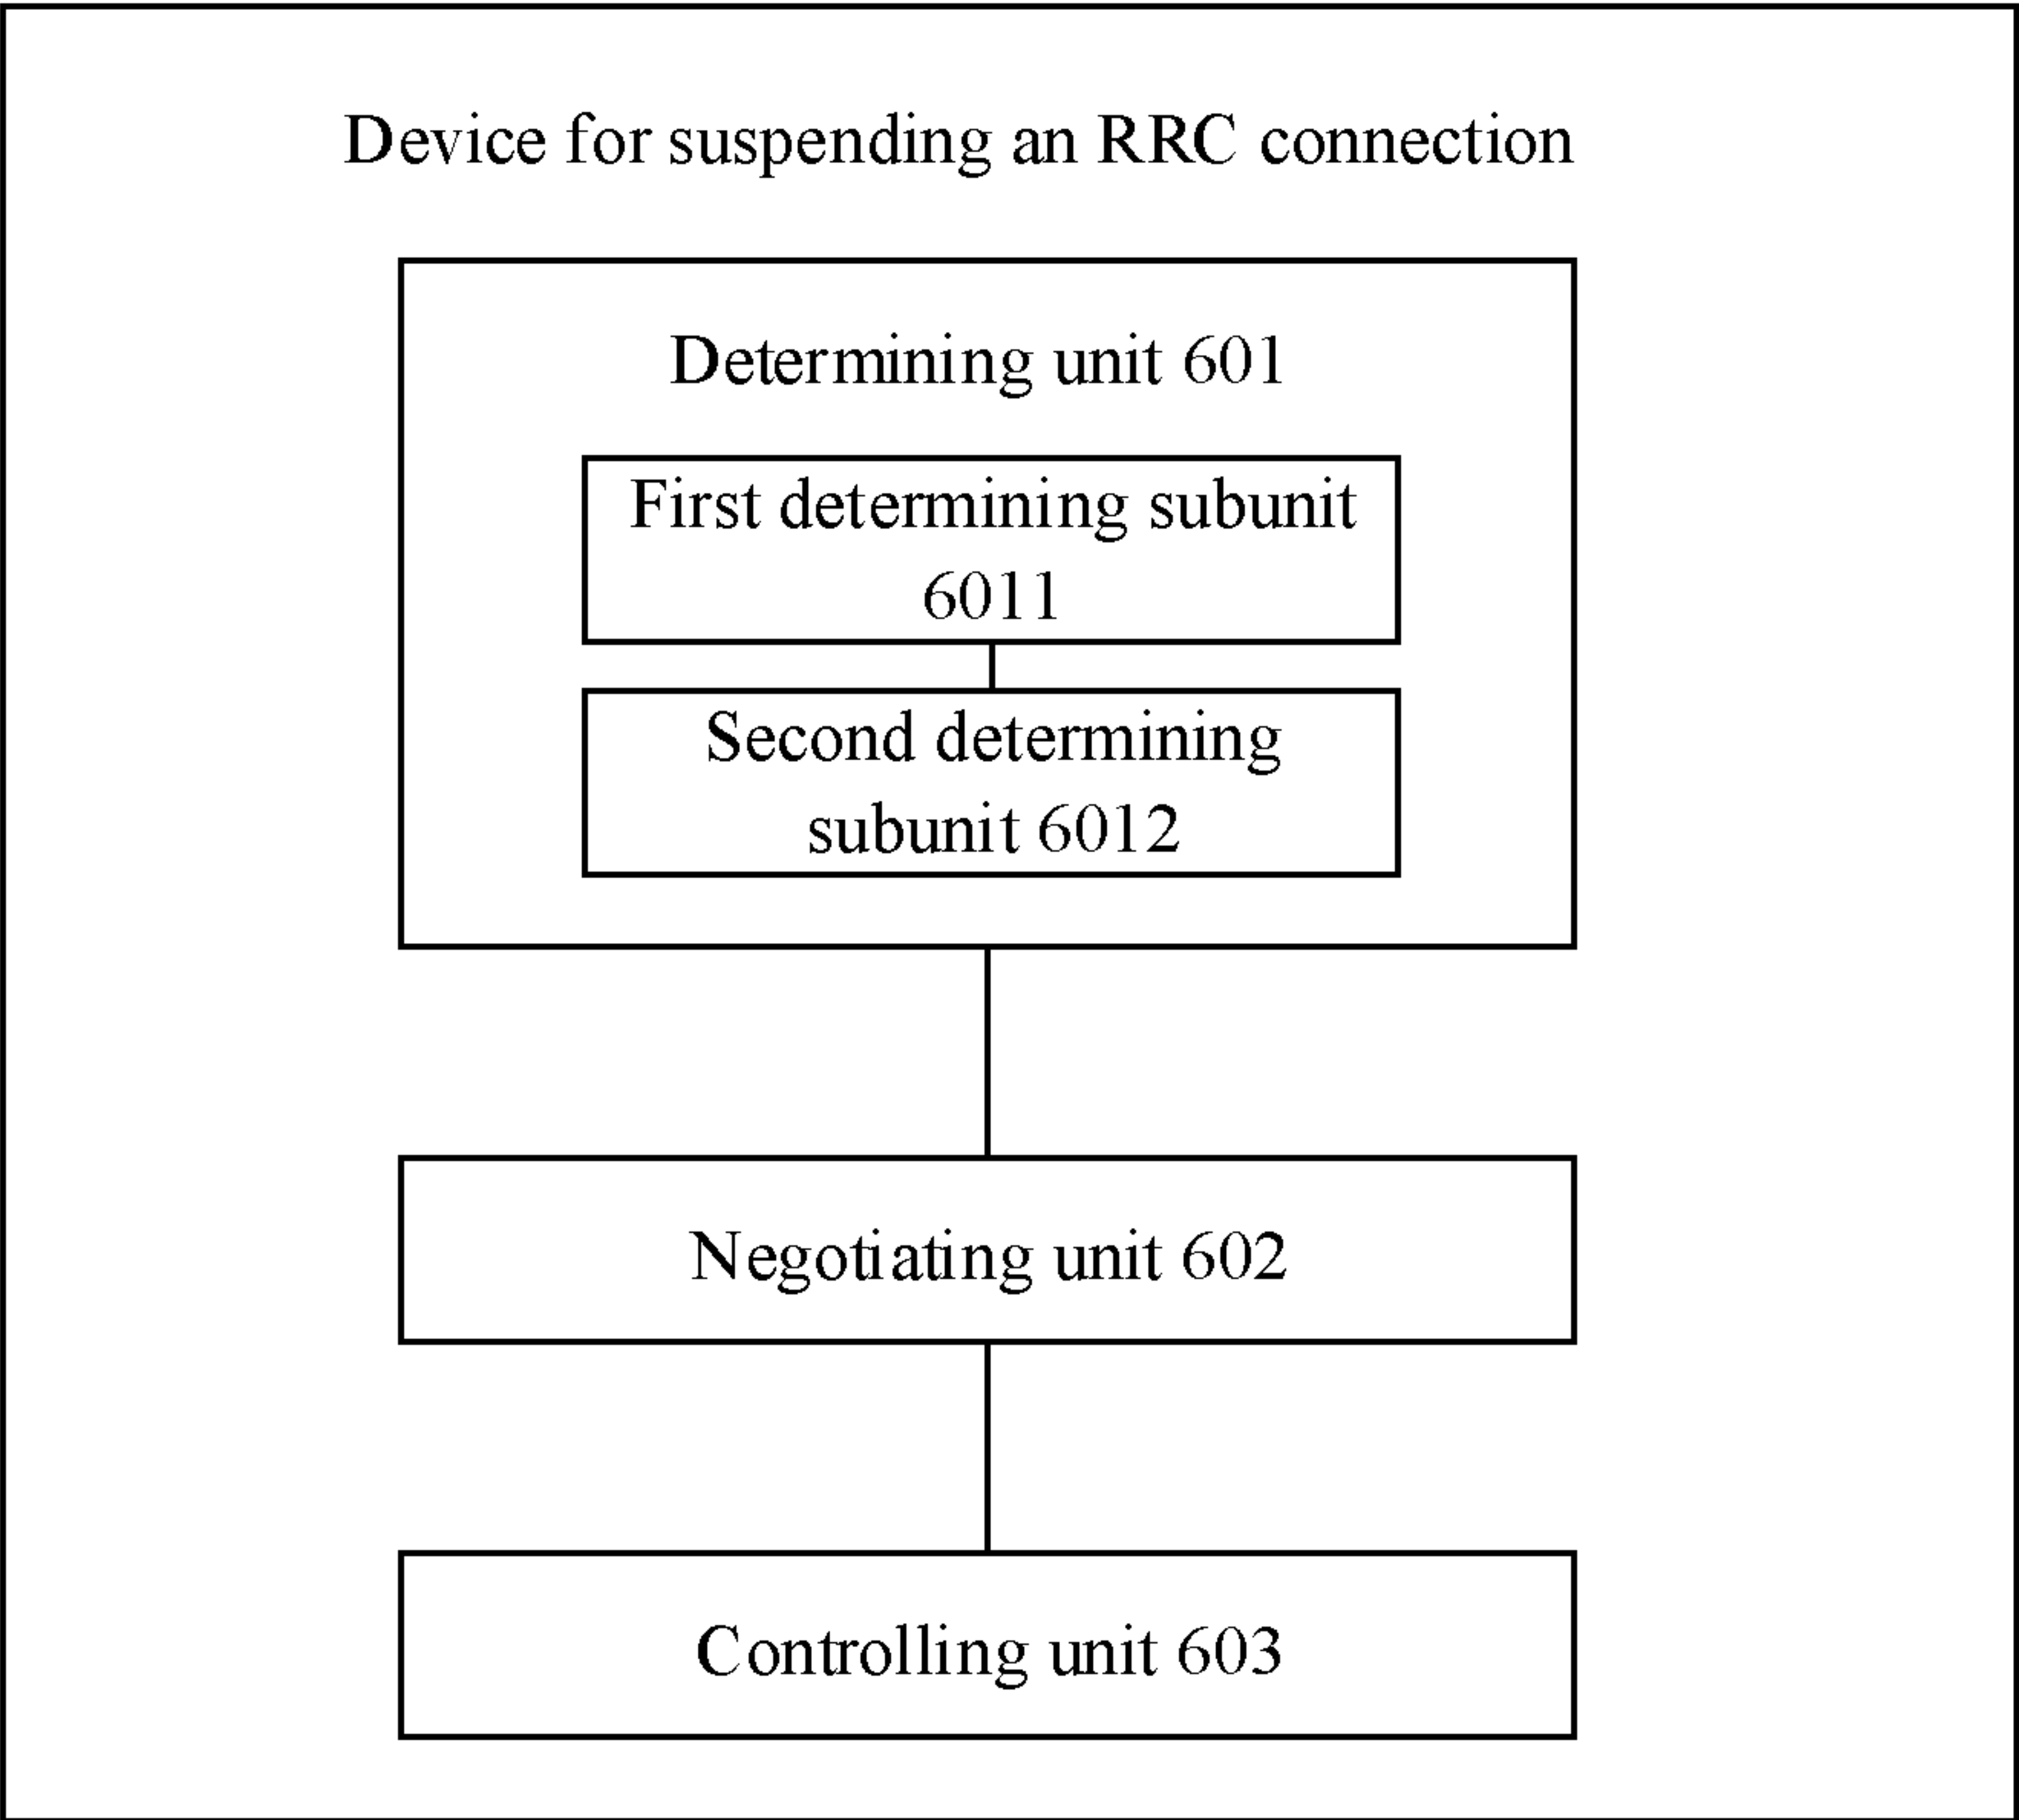 Device for suspending an RRC connection
Determining unit 601
First determining subunit
6011
Second determining
subunit 6012
Negotiating unit 602
Controlling unit 603